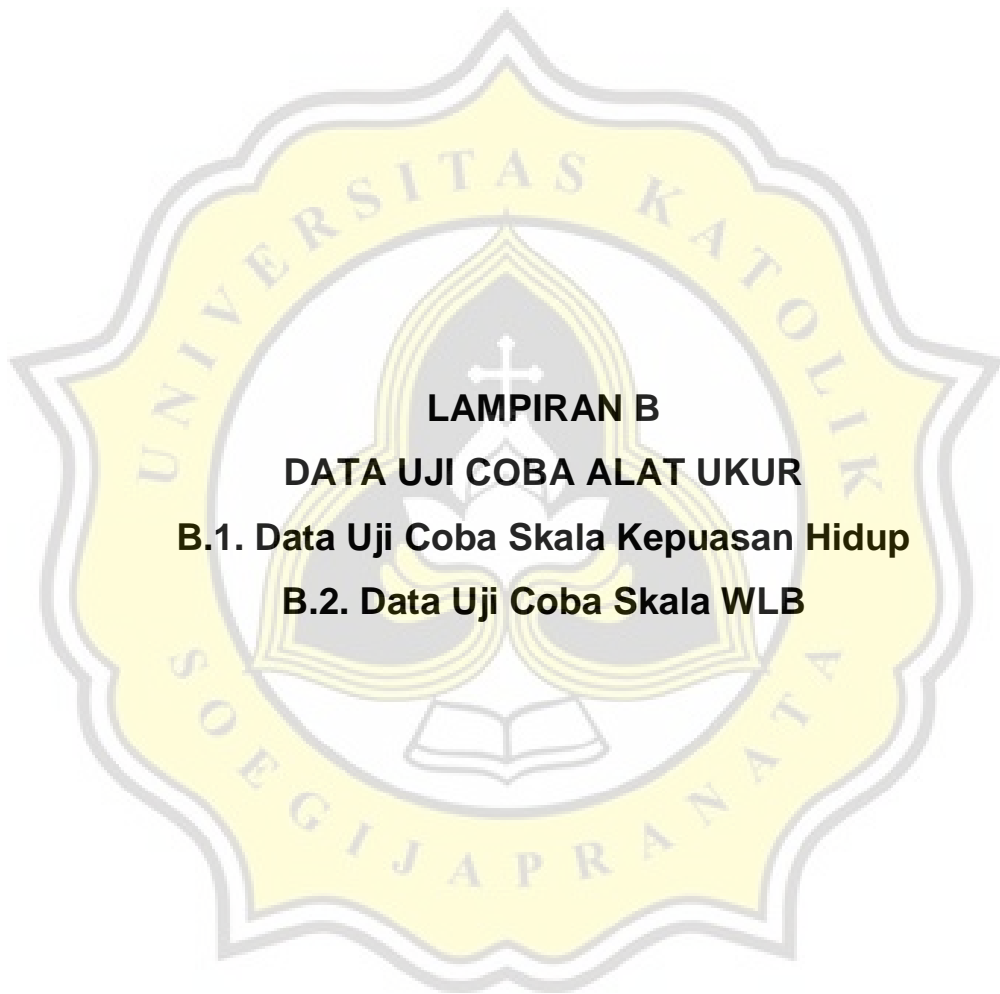 UNIVERSITAS KATOLIK
LAMPIRAN B
DATA UJI COBA ALAT UKUR
B.1. Data Uji Coba Skala Kepuasan Hidup
B.2. Data Uji Coba Skala WLB
SOEGIJAPRANATA